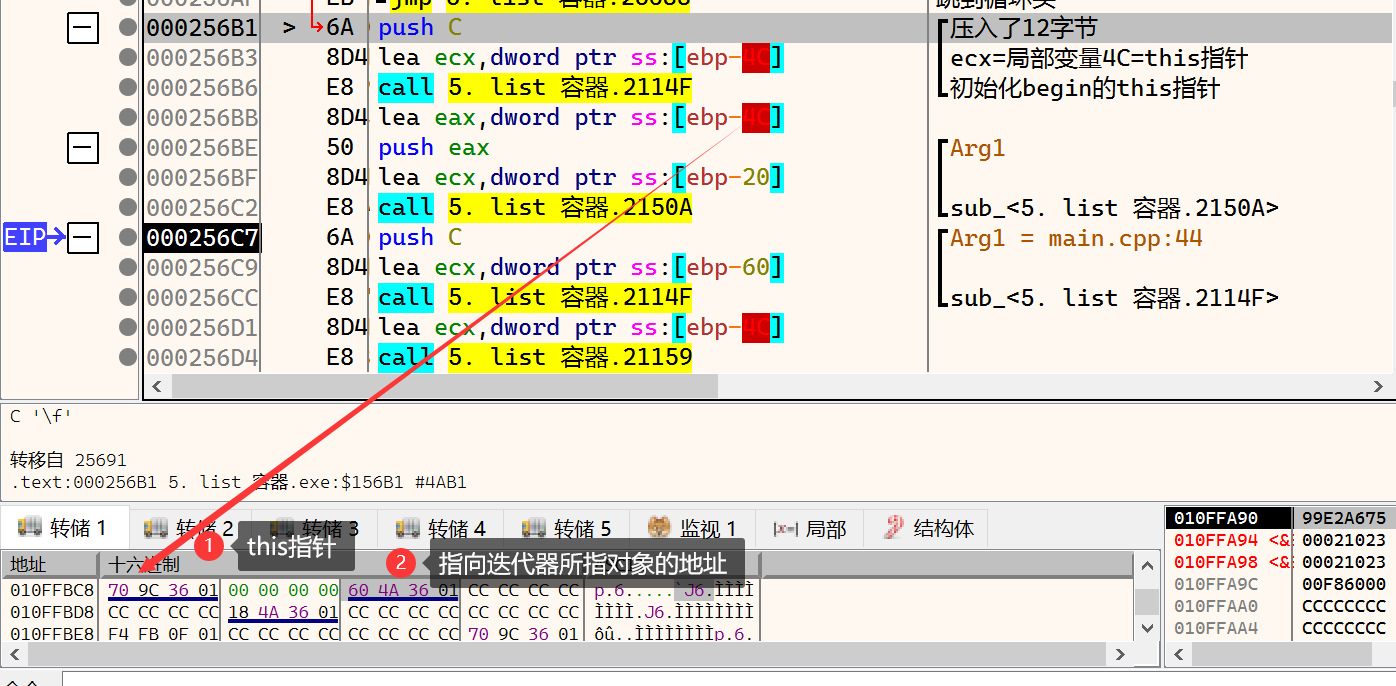 jmp 5. list 容器.25688
000256B1 > 6A push C 压入了12字节
000256B3 8D4 lea ecx,dword ptr ss:[ebp-4C] ecx=局部变量4C=this指针
000256B6 E8 call 5. list 容器.2114F 初始化begin的this指针
000256BB 8D4 lea eax,dword ptr ss:[ebp-4C]
000256BE 50 push eax Arg1
000256BF 8D4 lea ecx,dword ptr ss:[ebp-20]
000256C2 E8 call 5. list 容器.2150A sub_<5. list 容器.2150A>
EIP 000256C7 6A push C Arg1 = main.cpp:44
000256C9 8D4 lea ecx,dword ptr ss:[ebp-60]
000256CC E8 call 5. list 容器.2114F sub_<5. list 容器.2114F>
000256D1 8D4 lea ecx,dword ptr ss:[ebp-4C]
000256D4 E8 call 5. list 容器.21159
C '\f'
转移自 25691
.text:000256B1 5. list 容器.exe:$156B1 #4AB1
转储 1 转储 2 转储 3 转储 4 转储 5 监视 1 |x=| 局部 结构体
1 this指针
2 指向迭代器所指对象的地址
地址 十六进制
010FFBC8 70 9C 36 01 00 00 00 00 60 4A 36 01 CC CC CC CC p.6.....`J6.ÌÌÌÌ
010FFBD8 CC CC CC CC 18 4A 36 01 CC CC CC CC CC CC CC CC ÌÌÌÌ.J6.ÌÌÌÌÌÌÌÌ
010FFBE8 F4 FB 0F 01 CC CC CC CC CC CC CC CC 70 9C 36 01 ôû..ÌÌÌÌÌÌÌÌp.6.
010FFA90 99E2A675
010FFA94 <& 00021023
010FFA98 <& 00021023
010FFA9C 00F86000
010FFAA0 CCCCCCCC
010FFAA4 CCCCCCCC